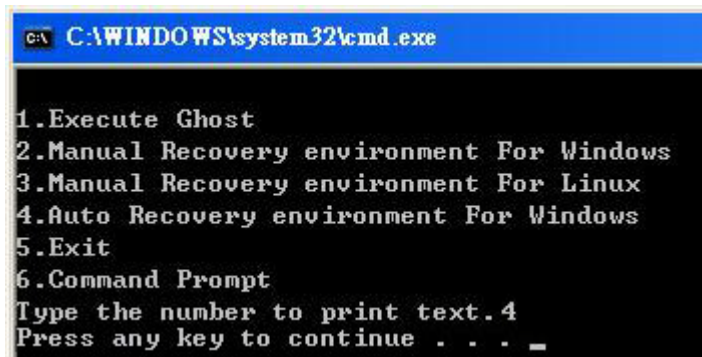 C:\WINDOWS\system32\cmd.exe
1.Execute Ghost
2.Manual Recovery environment For Windows
3.Manual Recovery environment For Linux
4.Auto Recovery environment For Windows
5.Exit
6.Command Prompt
Type the number to print text.4
Press any key to continue . . . _